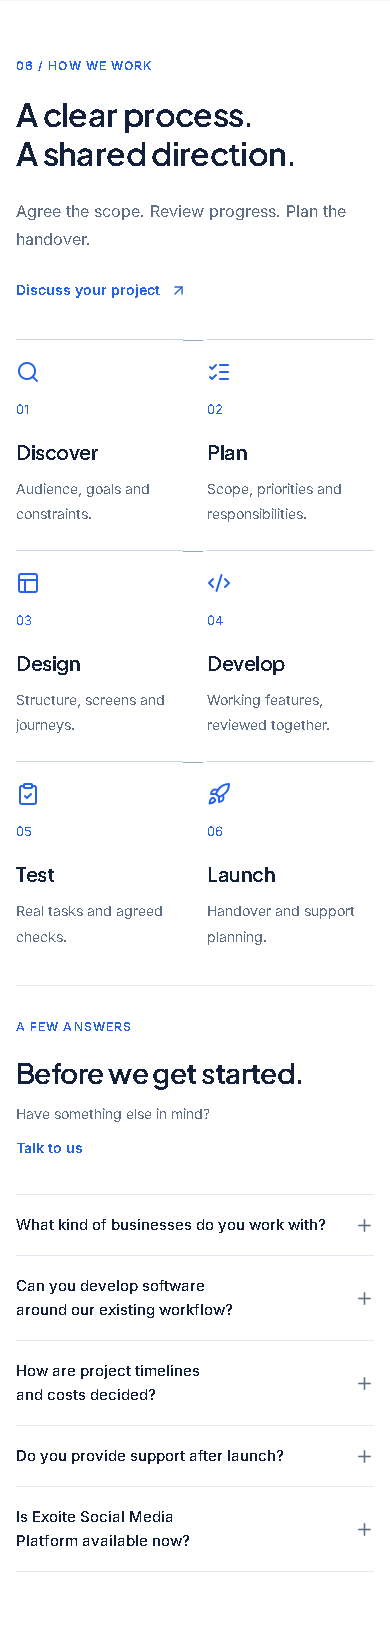 06 / HOW WE WORK
A clear process.
A shared direction.
Agree the scope. Review progress. Plan the
handover.
Discuss your project
01
Discover
Audience, goals and
constraints.
02
Plan
Scope, priorities and
responsibilities.
03
Design
Structure, screens and
journeys.
04
Develop
Working features,
reviewed together.
05
Test
Real tasks and agreed
checks.
06
Launch
Handover and support
planning.
A FEW ANSWERS
Before we get started.
Have something else in mind?
Talk to us
What kind of businesses do you work with?
Can you develop software
around our existing workflow?
How are project timelines
and costs decided?
Do you provide support after launch?
Is Exoite Social Media
Platform available now?